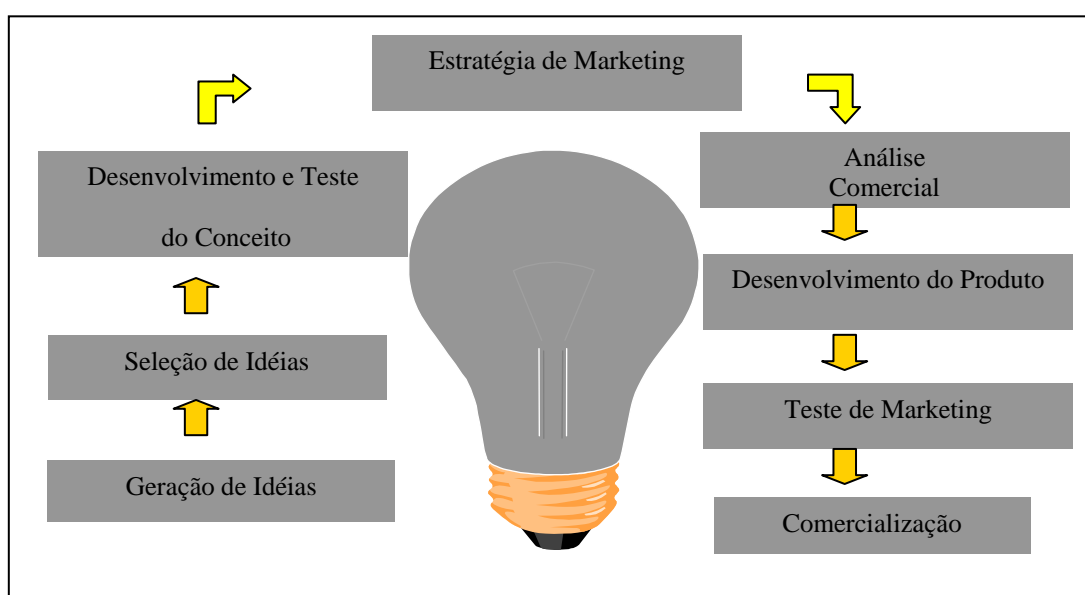 Estratégia de Marketing
Desenvolvimento e Teste
do Conceito
Seleção de Idéias
Geração de Idéias
Análise
Comercial
Desenvolvimento do Produto
Teste de Marketing
Comercialização